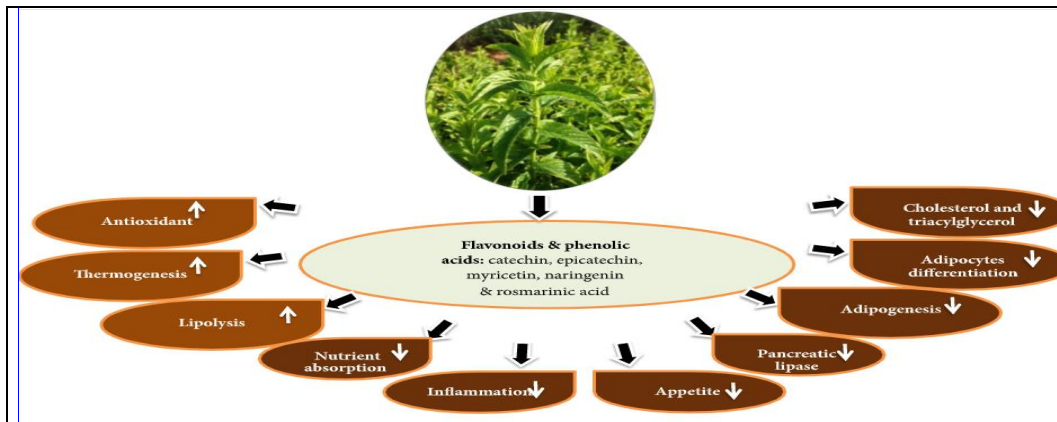 Flavonoids & phenolic
acids: catechin, epicatechin,
myricetin, naringenin
& rosmarinic acid
Antioxidant
Thermogenesis
Lipolysis
Nutrient
absorption
Inflammation
Appetite
Pancreatic
lipase
Adipogenesis
Adipocytes
differentiation
Cholesterol and
triacylglycerol